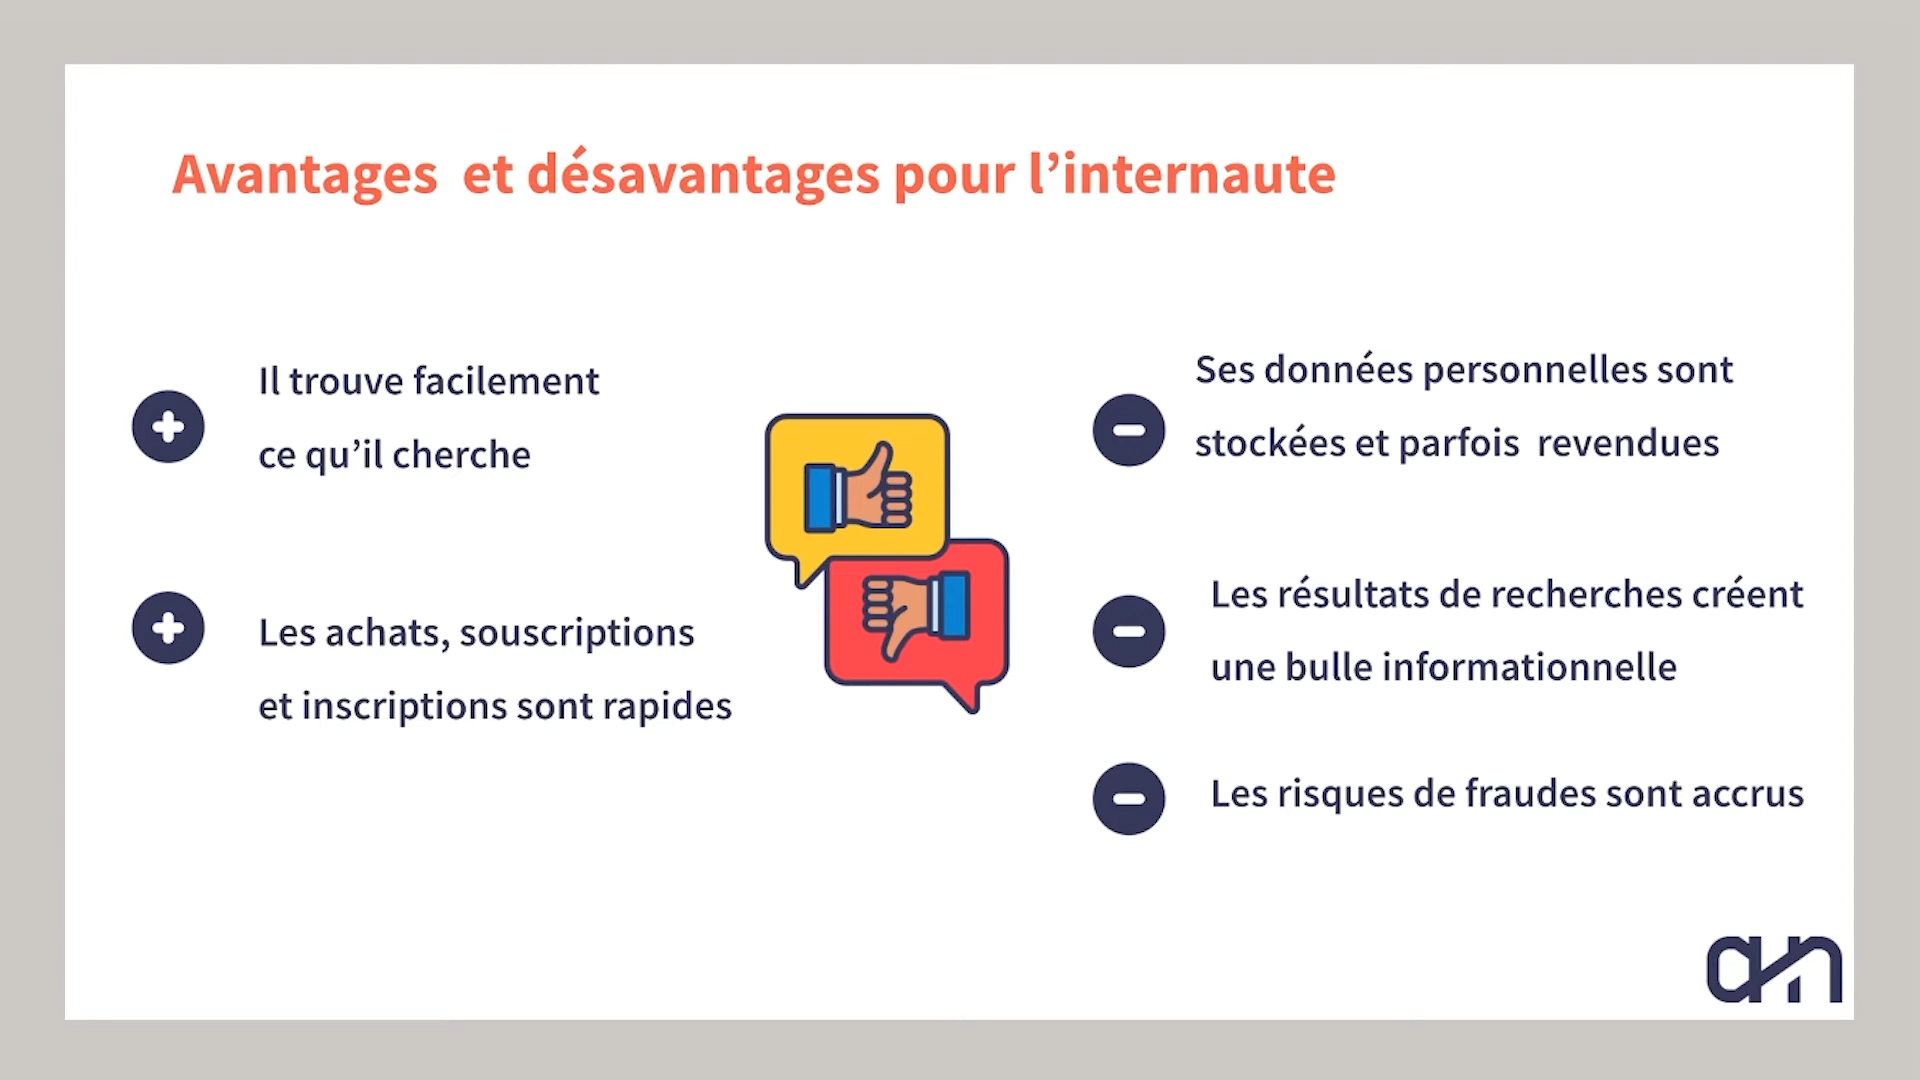 Avantages  et désavantages pour l’internaute
Il trouve facilement
ce qu’il cherche
Les achats, souscriptions
et inscriptions sont rapides
Ses données personnelles sont
stockées et parfois  revendues
Les résultats de recherches créent
une bulle informationnelle
Les risques de fraudes sont accrus
an